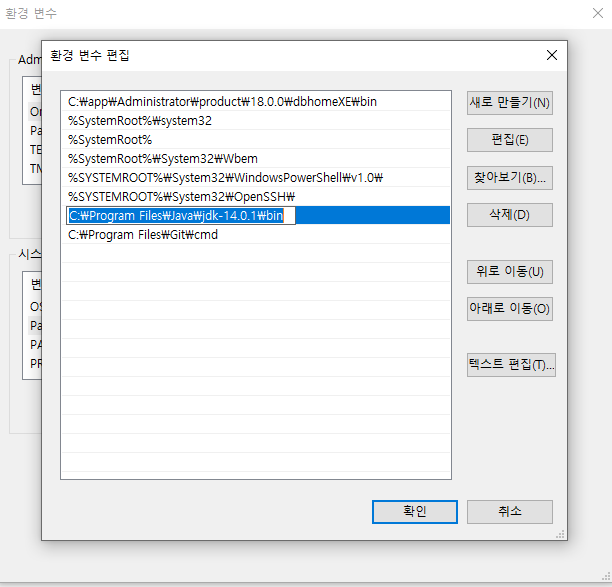 환경 변수
환경 변수 편집
C:₩app₩Administrator₩product₩18.0.0₩dbhomeXE₩bin
%SystemRoot%₩system32
%SystemRoot%
%SystemRoot%₩System32₩Wbem
%SYSTEMROOT%₩System32₩WindowsPowerShell₩v1.0₩
%SYSTEMROOT%₩System32₩OpenSSH₩
C:₩Program Files₩Java₩jdk-14.0.1₩bin
C:₩Program Files₩Git₩cmd
새로 만들기(N)
편집(E)
찾아보기(B)...
삭제(D)
위로 이동(U)
아래로 이동(O)
텍스트 편집(T)...
확인
취소
Adm
변
Pa
TE
시스
변
OS
Pa
PA
PR